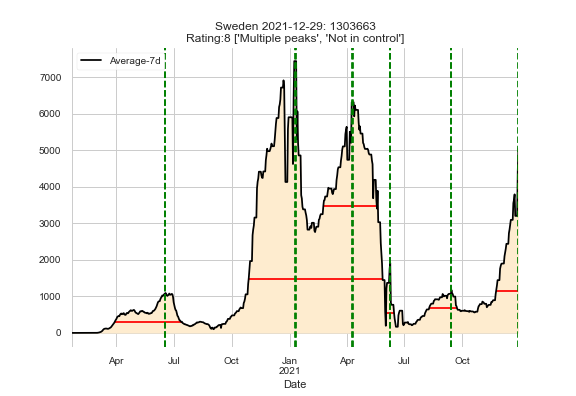 Sweden 2021-12-29: 1303663
Rating:8 ['Multiple peaks', 'Not in control']
Average-7d
7000
6000
5000
4000
3000
2000
1000
0
Apr Jul Oct Jan Apr Jul Oct
2021
Date